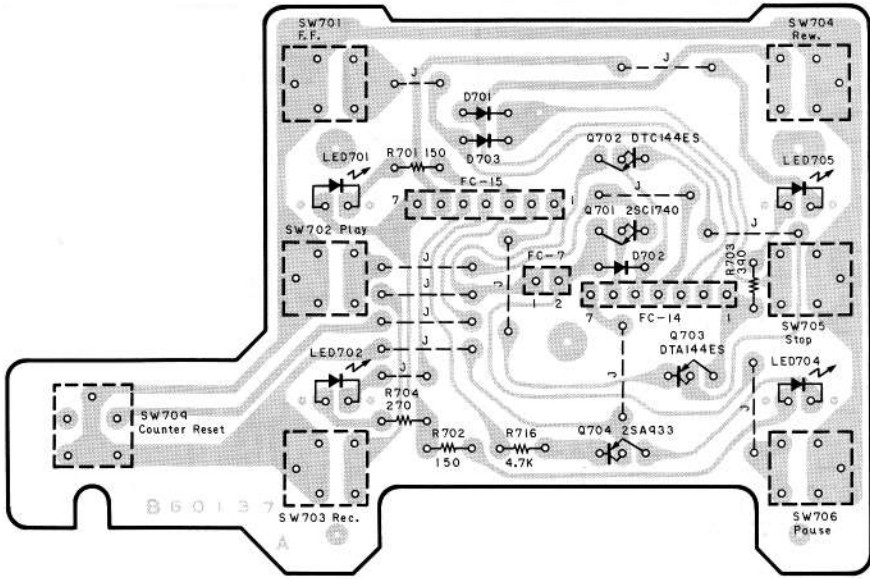 SW701
F.F.
SW704
Rew.
J
J
D701
D703
Q702 DTC144ES
LED701
R701 150
LED705
FC-15
7
1
J
Q701 2SC1740
J
SW702 Play
D702
R703
390
FC-7
1 2
J
J
J
J
J
7
FC-14
1
SW705
Stop
Q703
DTA144ES
LED702
J
LED704
J
J
R704
270
SW709
Counter Reset
R702
150
R716
4.7K
Q704 2SA933
B60137
A
SW703 Rec.
SW706
Pause